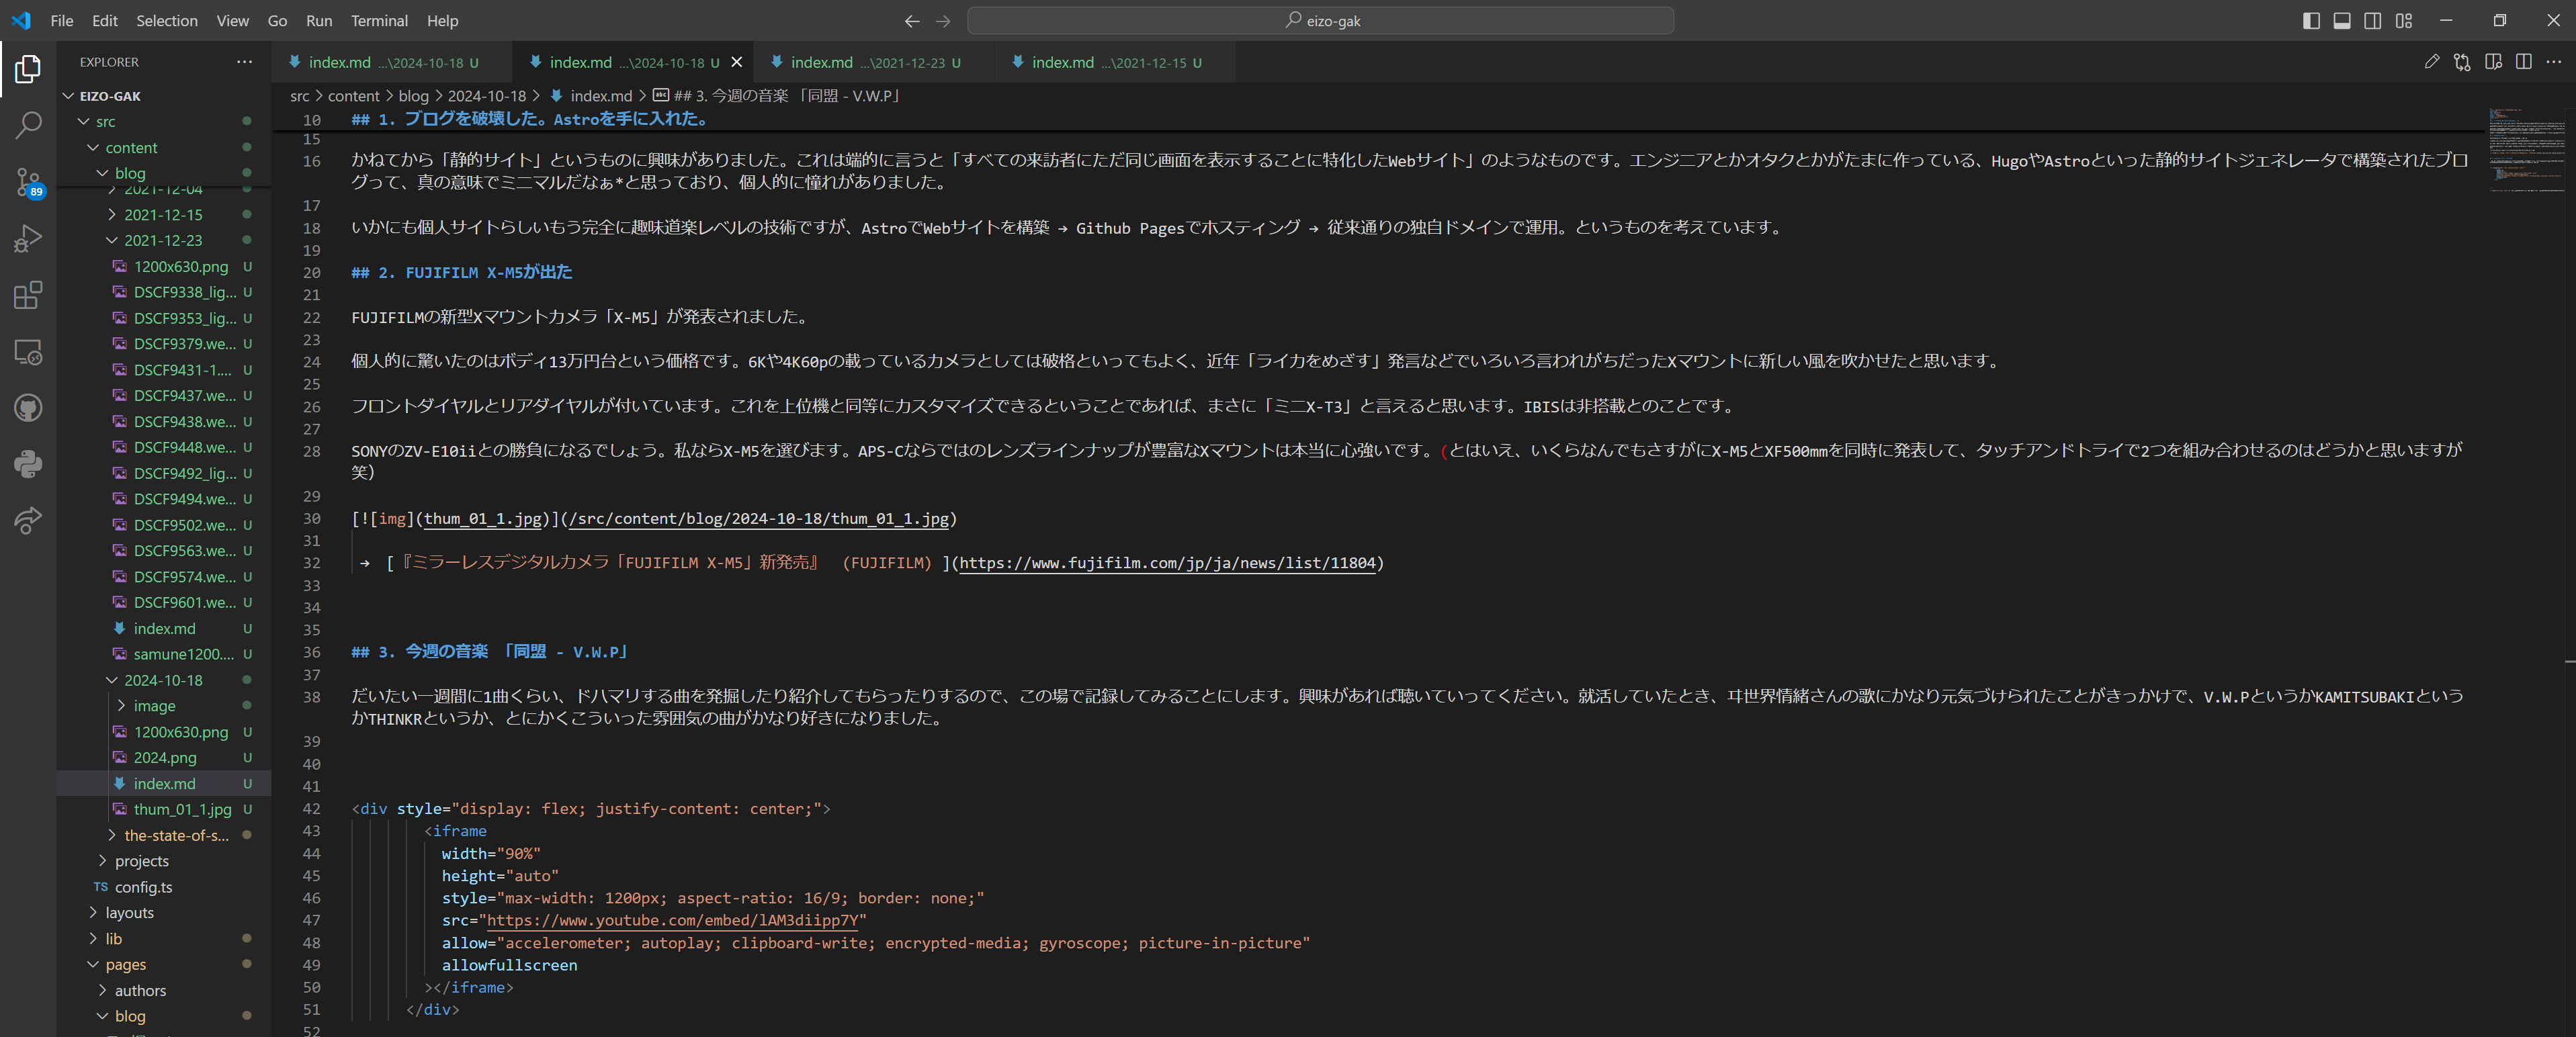 File Edit Selection View Go Run Terminal Help
eizo-gak
EXPLORER
index.md ...\2024-10-18 U
index.md ...\2024-10-18 U
index.md ...\2021-12-23 U
index.md ...\2021-12-15 U
src > content > blog > 2024-10-18 > index.md > ## 3. 今週の音楽 「同盟 - V.W.P」
EIZO-GAK
src
content
blog
2021-12-04
2021-12-15
2021-12-23
1200x630.png U
DSCF9338_lig... U
DSCF9353_lig... U
DSCF9379.we... U
DSCF9431-1.... U
DSCF9437.we... U
DSCF9438.we... U
DSCF9448.we... U
DSCF9492_lig... U
DSCF9494.we... U
DSCF9502.we... U
DSCF9563.we... U
DSCF9574.we... U
DSCF9601.we... U
index.md U
samune1200.... U
2024-10-18
image
1200x630.png U
2024.png U
index.md U
thum_01_1.jpg U
the-state-of-s...
projects
TS config.ts
layouts
lib
pages
authors
blog
89
10 ## 1. ブログを破壊した。Astroを手に入れた。
15
16 かねてから「静的サイト」というものに興味がありました。これは端的に言うと「すべての来訪者にただ同じ画面を表示することに特化したWebサイト」のようなものです。エンジニアとかオタクとかがたまに作っている、HugoやAstroといった静的サイトジェネレータで構築されたブロ
グって、真の意味でミニマルだなぁ*と思っており、個人的に憧れがありました。
17
18 いかにも個人サイトらしいもう完全に趣味道楽レベルの技術ですが、AstroでWebサイトを構築 → Github Pagesでホスティング → 従来通りの独自ドメインで運用。というものを考えています。
19
20 ## 2. FUJIFILM X-M5が出た
21
22 FUJIFILMの新型Xマウントカメラ「X-M5」が発表されました。
23
24 個人的に驚いたのはボディ13万円台という価格です。6Kや4K60pの載っているカメラとしては破格といってもよく、近年「ライカをめざす」発言などでいろいろ言われがちだったXマウントに新しい風を吹かせたと思います。
25
26 フロントダイヤルとリアダイヤルが付いています。これを上位機と同等にカスタマイズできるということであれば、まさに「ミニX-T3」と言えると思います。IBISは非搭載とのことです。
27
28 SONYのZV-E10iiとの勝負になるでしょう。私ならX-M5を選びます。APS-Cならではのレンズラインナップが豊富なXマウントは本当に心強いです。(とはいえ、いくらなんでもさすがにX-M5とXF500mmを同時に発表して、タッチアンドトライで2つを組み合わせるのはどうかと思いますが
笑)
29
30 [![img](thum_01_1.jpg)](/src/content/blog/2024-10-18/thum_01_1.jpg)
31
32 → [『ミラーレスデジタルカメラ「FUJIFILM X-M5」新発売』 (FUJIFILM) ](https://www.fujifilm.com/jp/ja/news/list/11804)
33
34
35
36 ## 3. 今週の音楽 「同盟 - V.W.P」
37
38 だいたい一週間に1曲くらい、ドハマリする曲を発掘したり紹介してもらったりするので、この場で記録してみることにします。興味があれば聴いていってください。就活していたとき、ヰ世界情緒さんの歌にかなり元気づけられたことがきっかけで、V.W.PというかKAMITSUBAKIという
かTHINKRというか、とにかくこういった雰囲気の曲がかなり好きになりました。
39
40
41
42 <div style="display: flex; justify-content: center;">
43 <iframe
44 width="90%"
45 height="auto"
46 style="max-width: 1200px; aspect-ratio: 16/9; border: none;"
47 src="https://www.youtube.com/embed/lAM3diipp7Y"
48 allow="accelerometer; autoplay; clipboard-write; encrypted-media; gyroscope; picture-in-picture"
49 allowfullscreen
50 ></iframe>
51 </div>
52